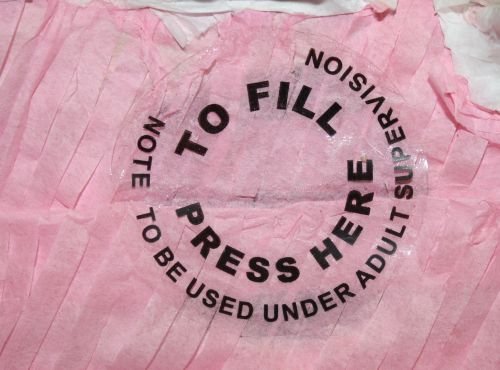 TO FILL
PRESS HERE
NOTE TO BE USED UNDER ADULT SUPERVISION